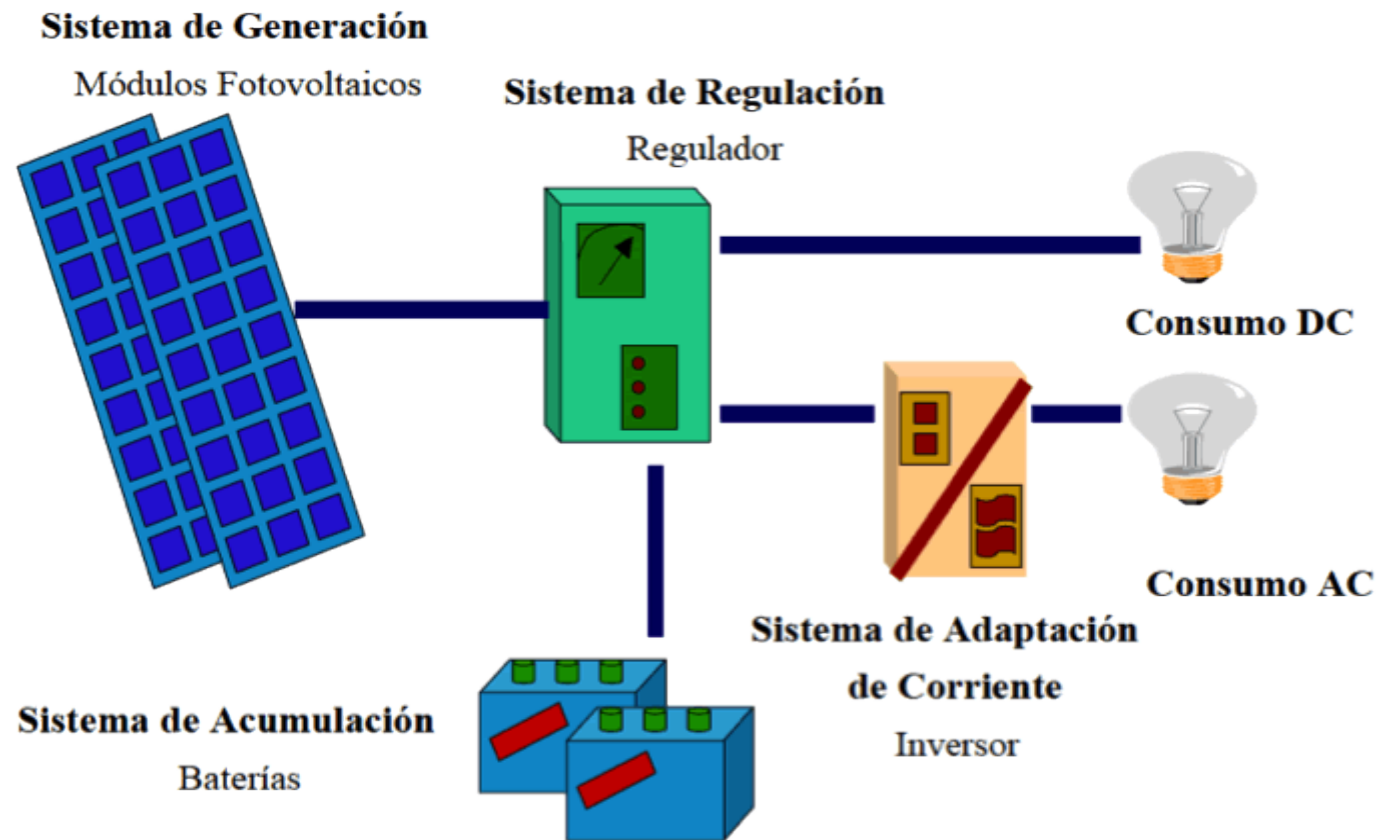 Sistema de Generación
Módulos Fotovoltaicos
Sistema de Regulación
Regulador
Consumo DC
Consumo AC
Sistema de Adaptación
de Corriente
Inversor
Sistema de Acumulación
Baterías